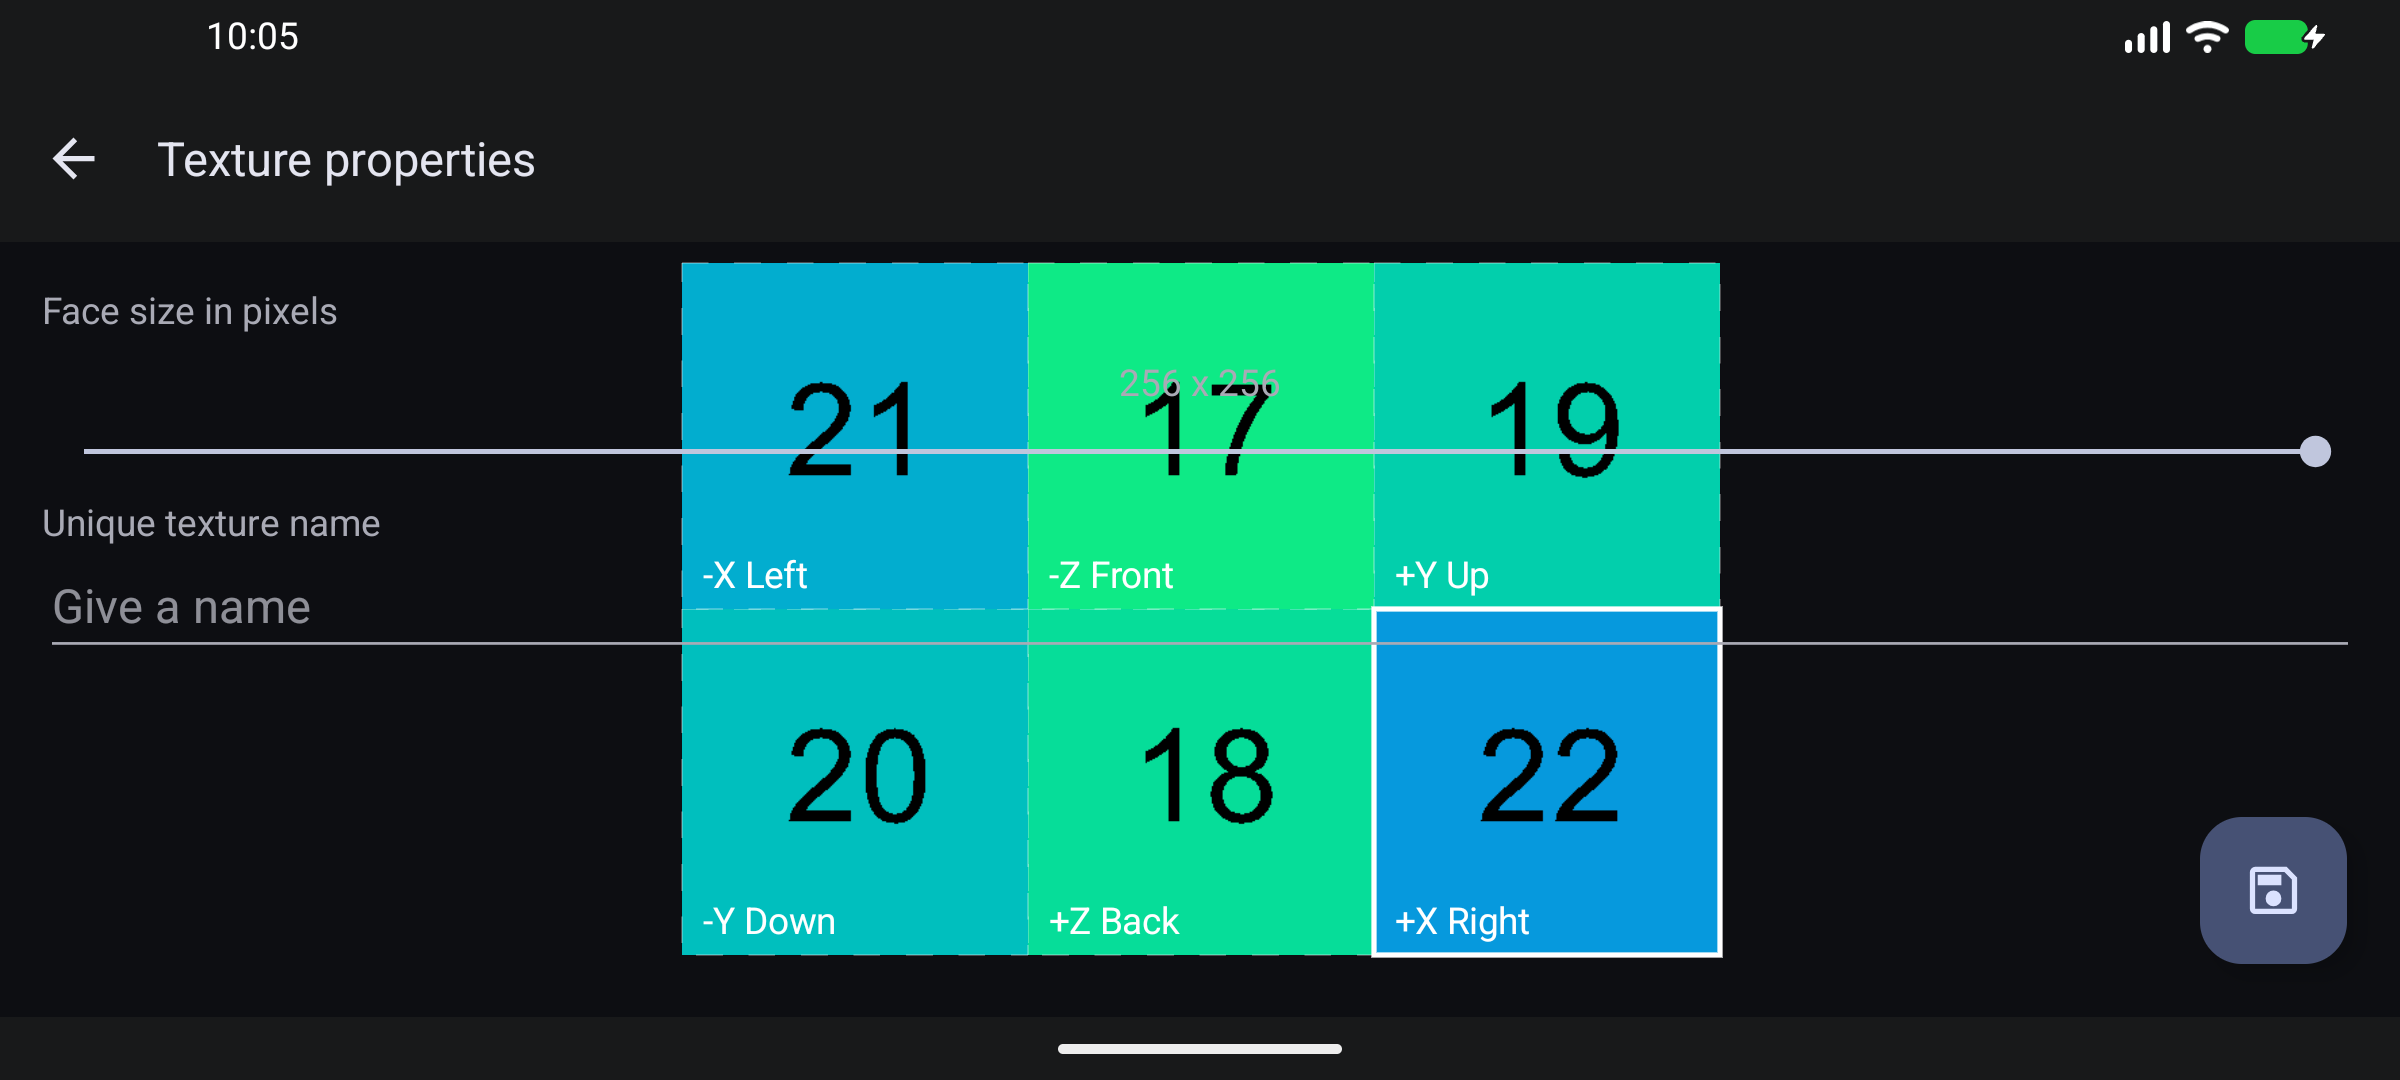 10:05
Texture properties
Face size in pixels
256 x 256
21
17
19
-X Left
-Z Front
+Y Up
Unique texture name
Give a name
20
18
22
-Y Down
+Z Back
+X Right